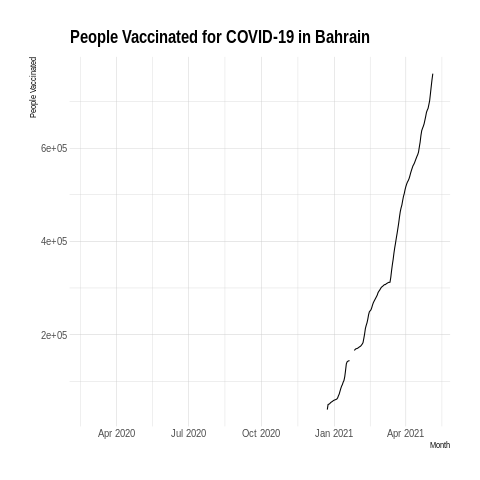 People Vaccinated for COVID-19 in Bahrain
People Vaccinated
6e+05
4e+05
2e+05
Apr 2020 Jul 2020 Oct 2020 Jan 2021 Apr 2021
Month